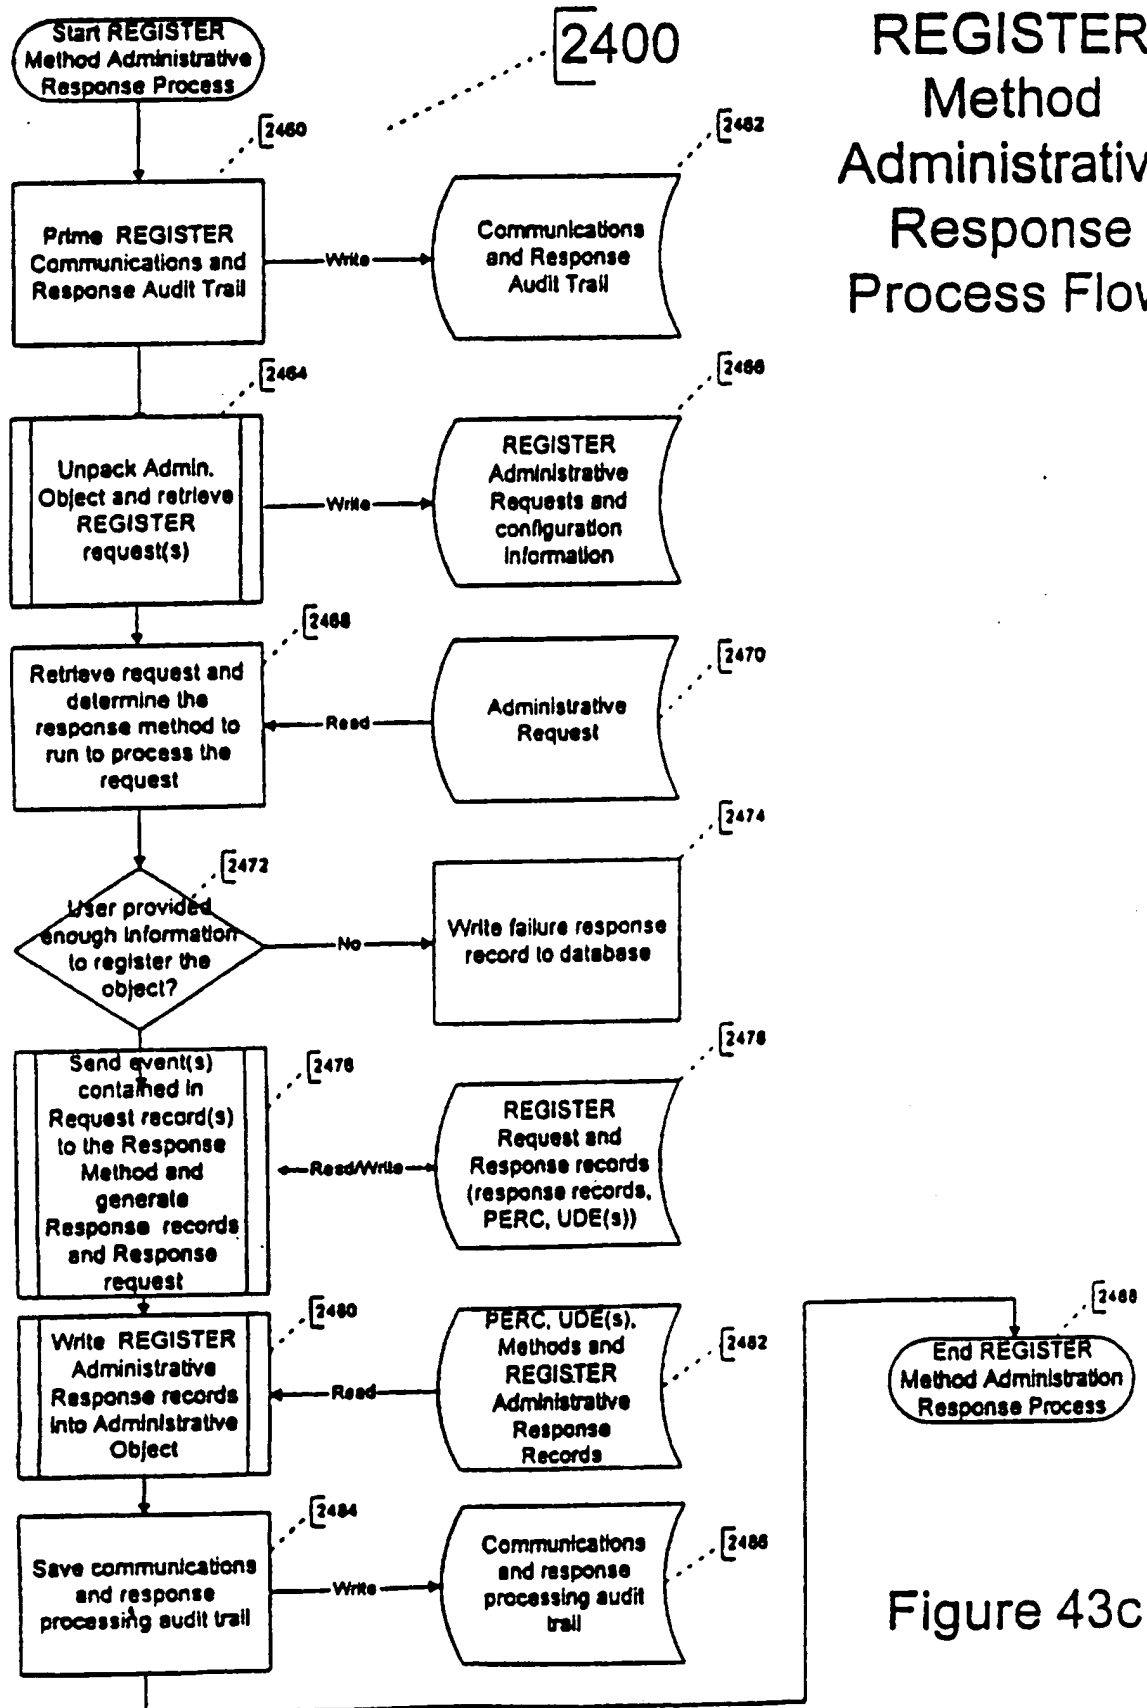 Start REGISTER
Method Administrative
Response Process
2400
REGISTER
Method
Administrativ
Response
Process Flow
2460
2462
Prime REGISTER
Communications and
Response Audit Trail
Write
Communications
and Response
Audit Trail
2464
2466
Unpack Admin.
Object and retrieve
REGISTER
request(s)
Write
REGISTER
Administrative
Requests and
configuration
information
2468
2470
Retrieve request and
determine the
response method to
run to process the
request
Read
Administrative
Request
2472
2474
User provided
enough information
to register the
object?
No
Write failure response
record to database
2476
2478
Send event(s)
contained in
Request record(s)
to the Response
Method and
generate
Response records
and Response
request
Read/Write
REGISTER
Request and
Response records
(response records,
PERC, UDE(s))
2480
2482
Write REGISTER
Administrative
Response records
into Administrative
Object
Read
PERC, UDE(s),
Methods and
REGISTER
Administrative
Response
Records
2488
End REGISTER
Method Administration
Response Process
2484
2486
Save communications
and response
processing audit trail
Write
Communications
and response
processing audit
trail
Figure 43c